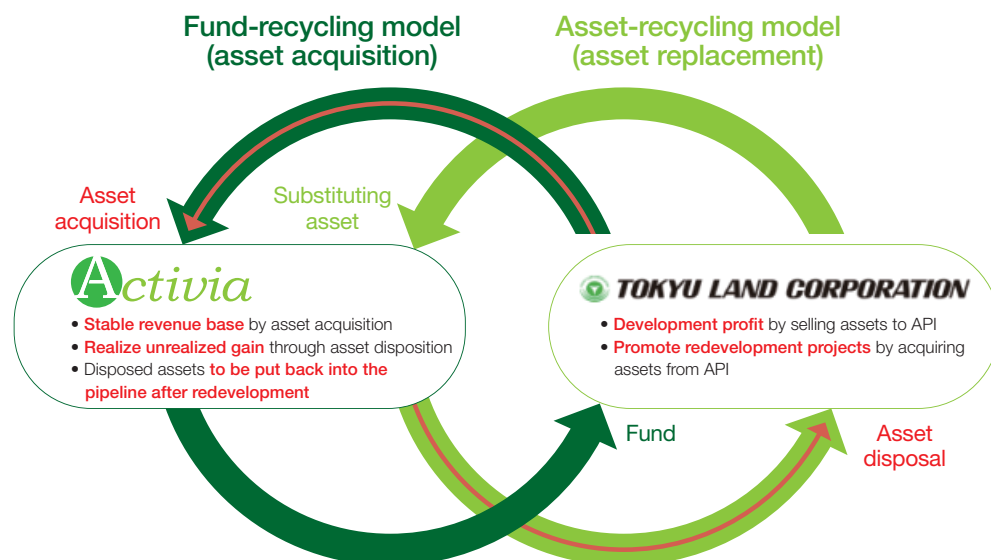 Fund-recycling model
(asset acquisition)
Asset-recycling model
(asset replacement)
Asset
acquisition
Substituting
asset
Activia
• Stable revenue base by asset acquisition
• Realize unrealized gain through asset disposition
• Disposed assets to be put back into the
pipeline after redevelopment
TOKYU LAND CORPORATION
• Development profit by selling assets to API
• Promote redevelopment projects by acquiring
assets from API
Fund
Asset
disposal